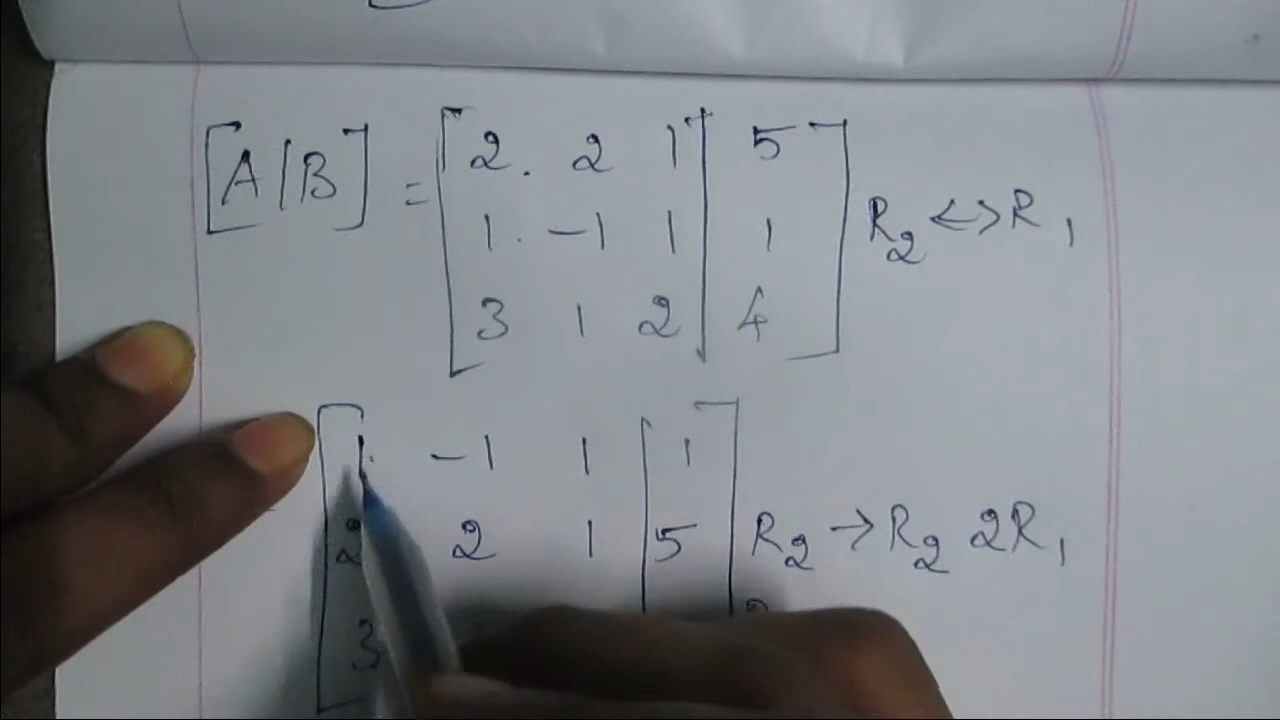 [A|B] = [2. 2 1 | 5]
1. -1 1 | 1 R₂ <-> R₁
3 1 2 | 4
[1. -1 1 | 1]
2 2 1 | 5 R₂ → R₂ 2R₁
3